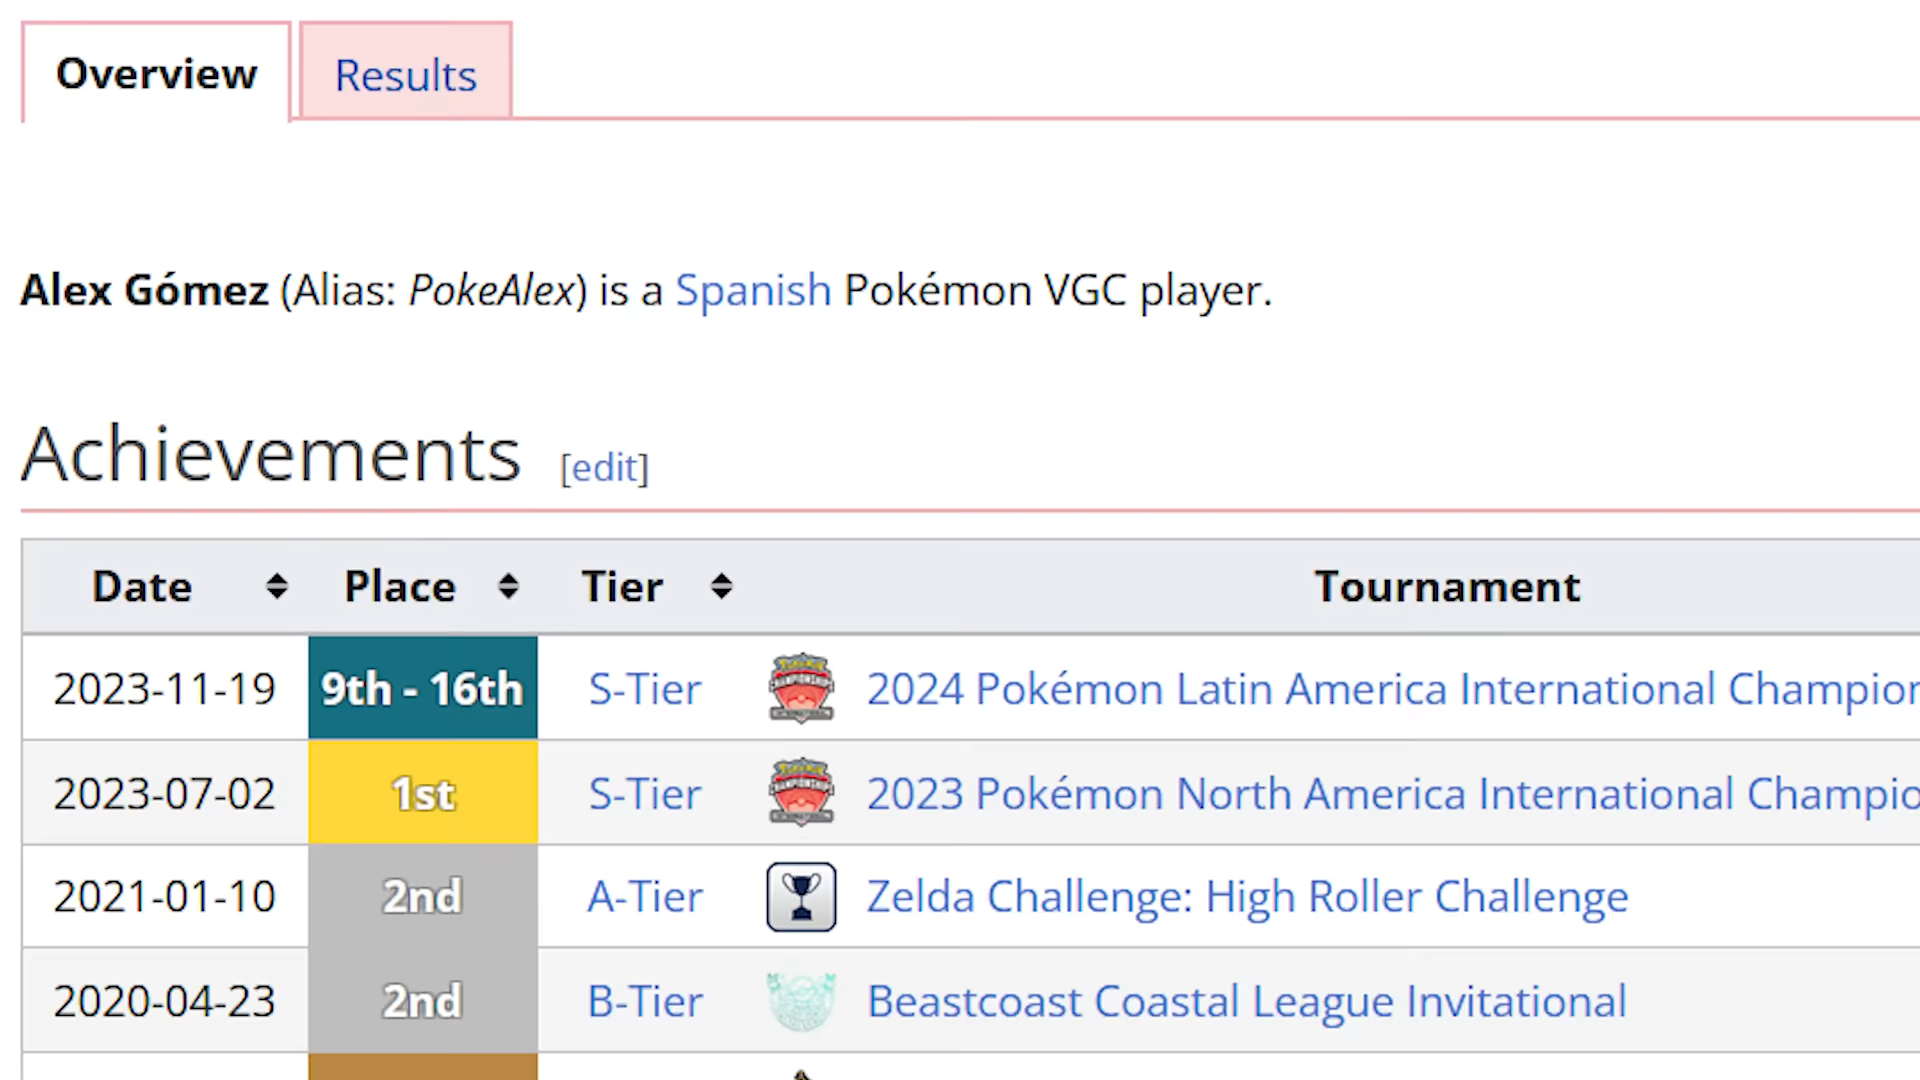 Overview Results
Alex Gómez (Alias: PokeAlex) is a Spanish Pokémon VGC player.
Achievements [edit]
Date Place Tier Tournament
2023-11-19 9th - 16th S-Tier 2024 Pokémon Latin America International Champion
2023-07-02 1st S-Tier 2023 Pokémon North America International Champio
2021-01-10 2nd A-Tier Zelda Challenge: High Roller Challenge
2020-04-23 2nd B-Tier Beastcoast Coastal League Invitational